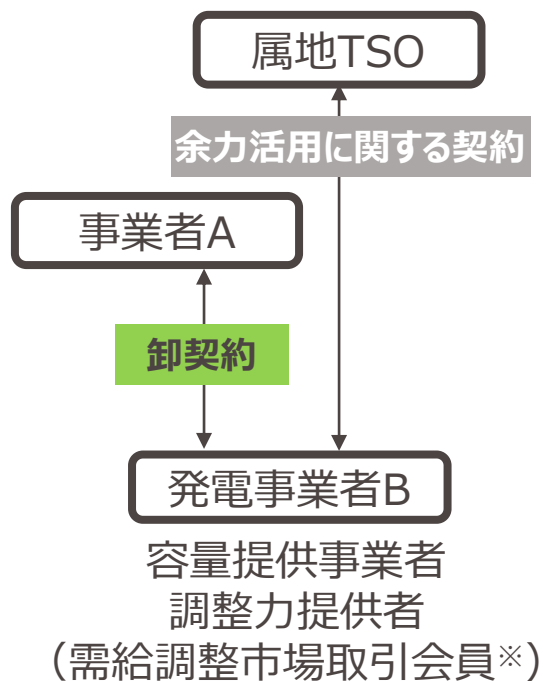 属地TSO
余力活用に関する契約
事業者A
卸契約
発電事業者B
容量提供事業者
調整力提供者
（需給調整市場取引会員※）